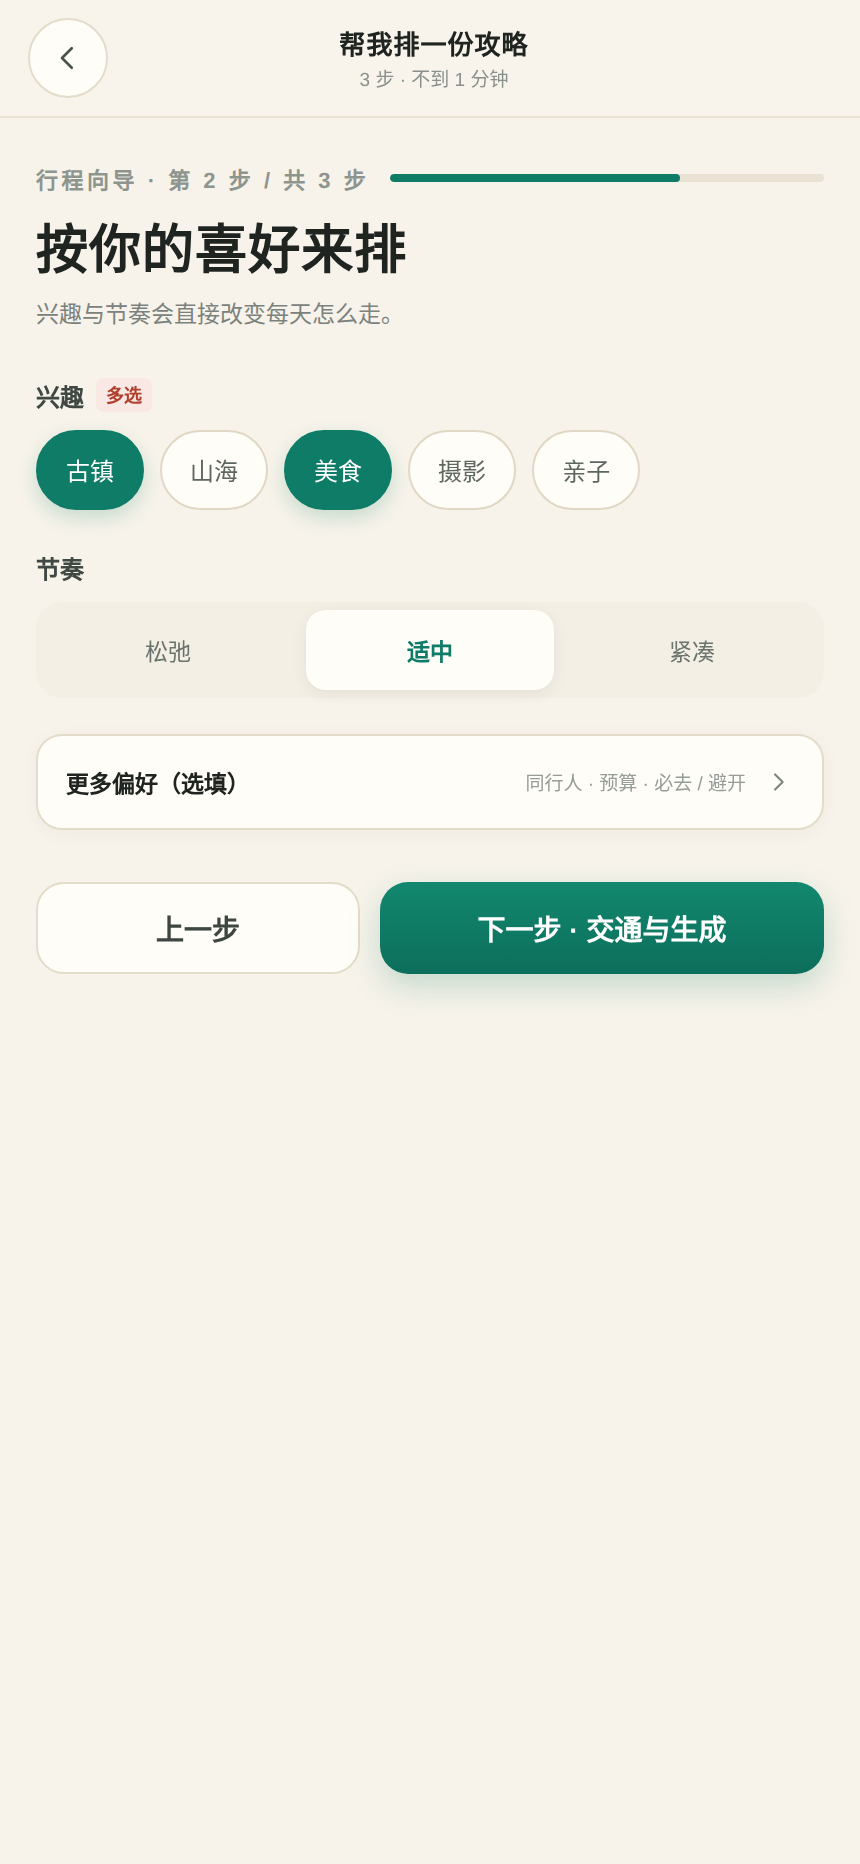 帮我排一份攻略
3 步 · 不到 1 分钟
行程向导 · 第 2 步 / 共 3 步
按你的喜好来排
兴趣与节奏会直接改变每天怎么走。
兴趣 多选
古镇 山海 美食 摄影 亲子
节奏
松弛 适中 紧凑
更多偏好（选填） 同行人 · 预算 · 必去 / 避开
上一步 下一步 · 交通与生成